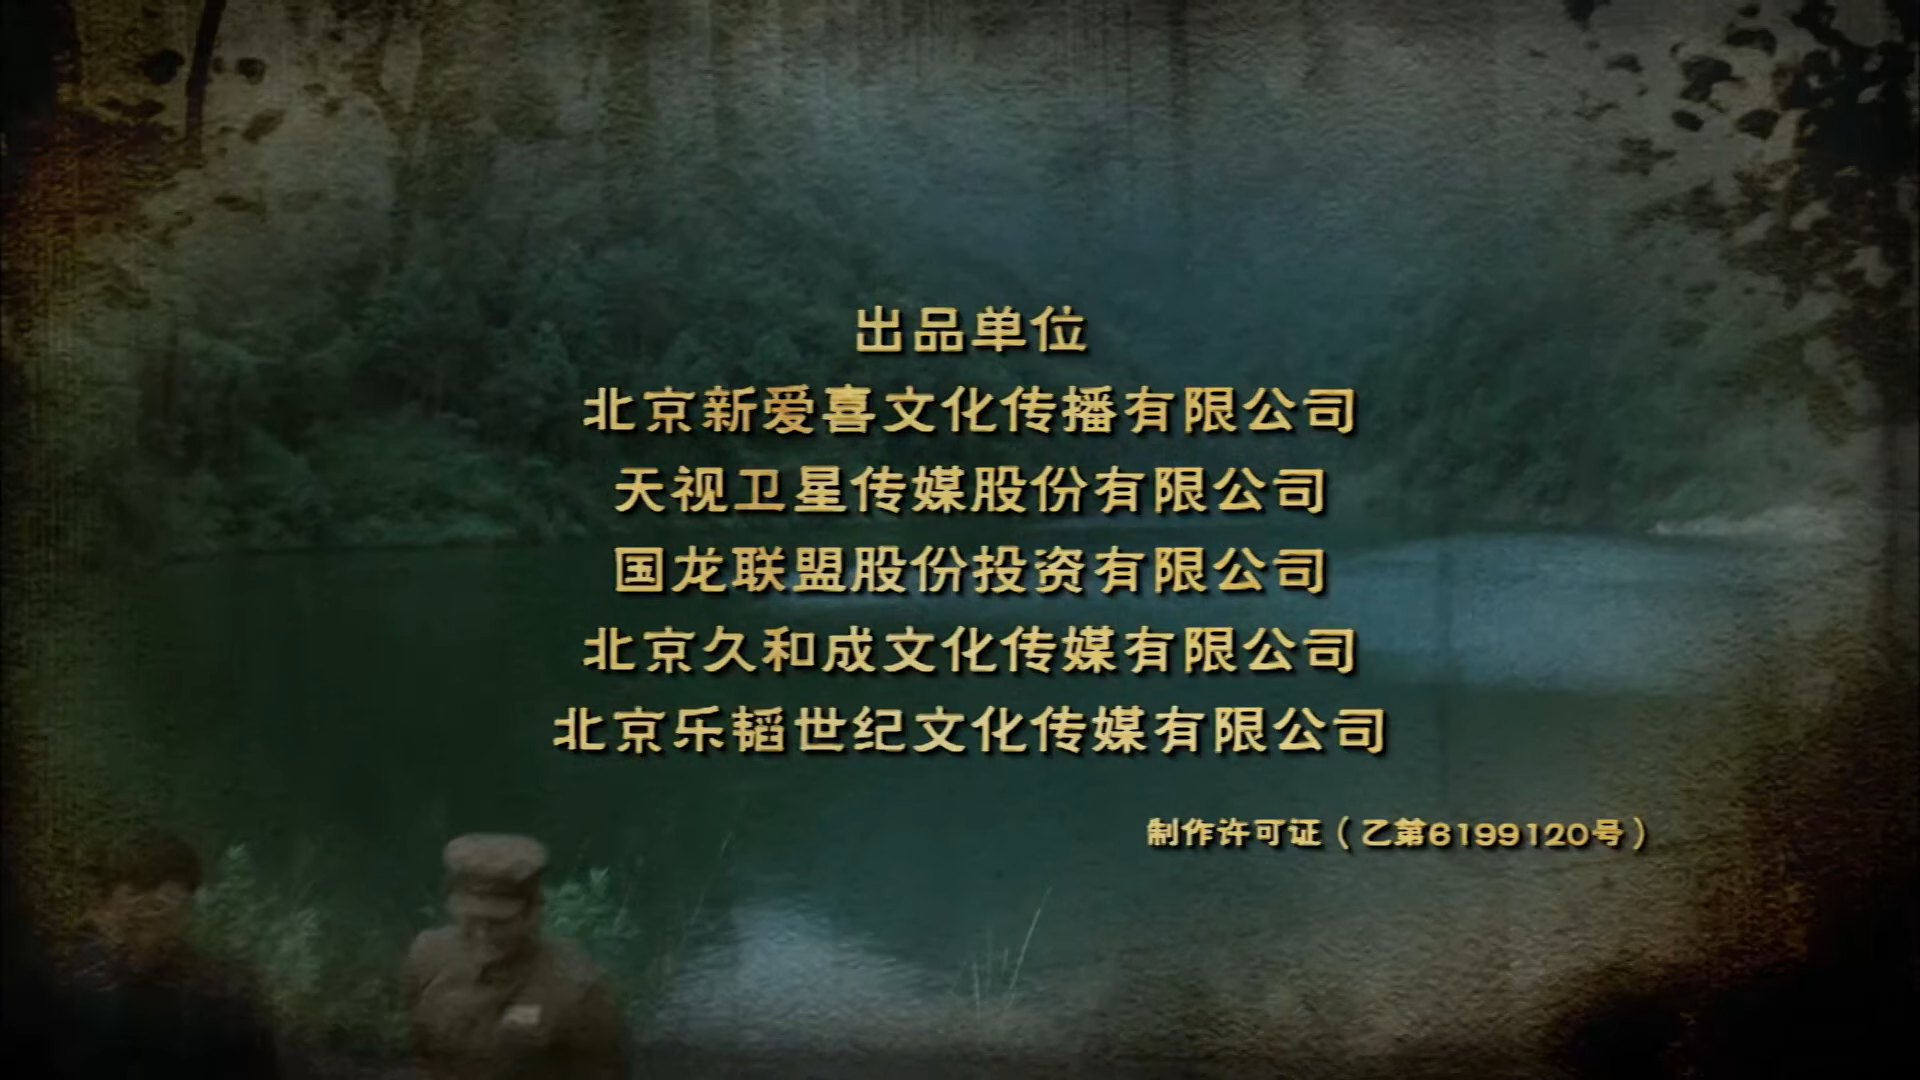 出品单位
北京新爱喜文化传播有限公司
天视卫星传媒股份有限公司
国龙联盟股份投资有限公司
北京久和成文化传媒有限公司
北京乐韬世纪文化传媒有限公司
制作许可证（乙第6199120号）